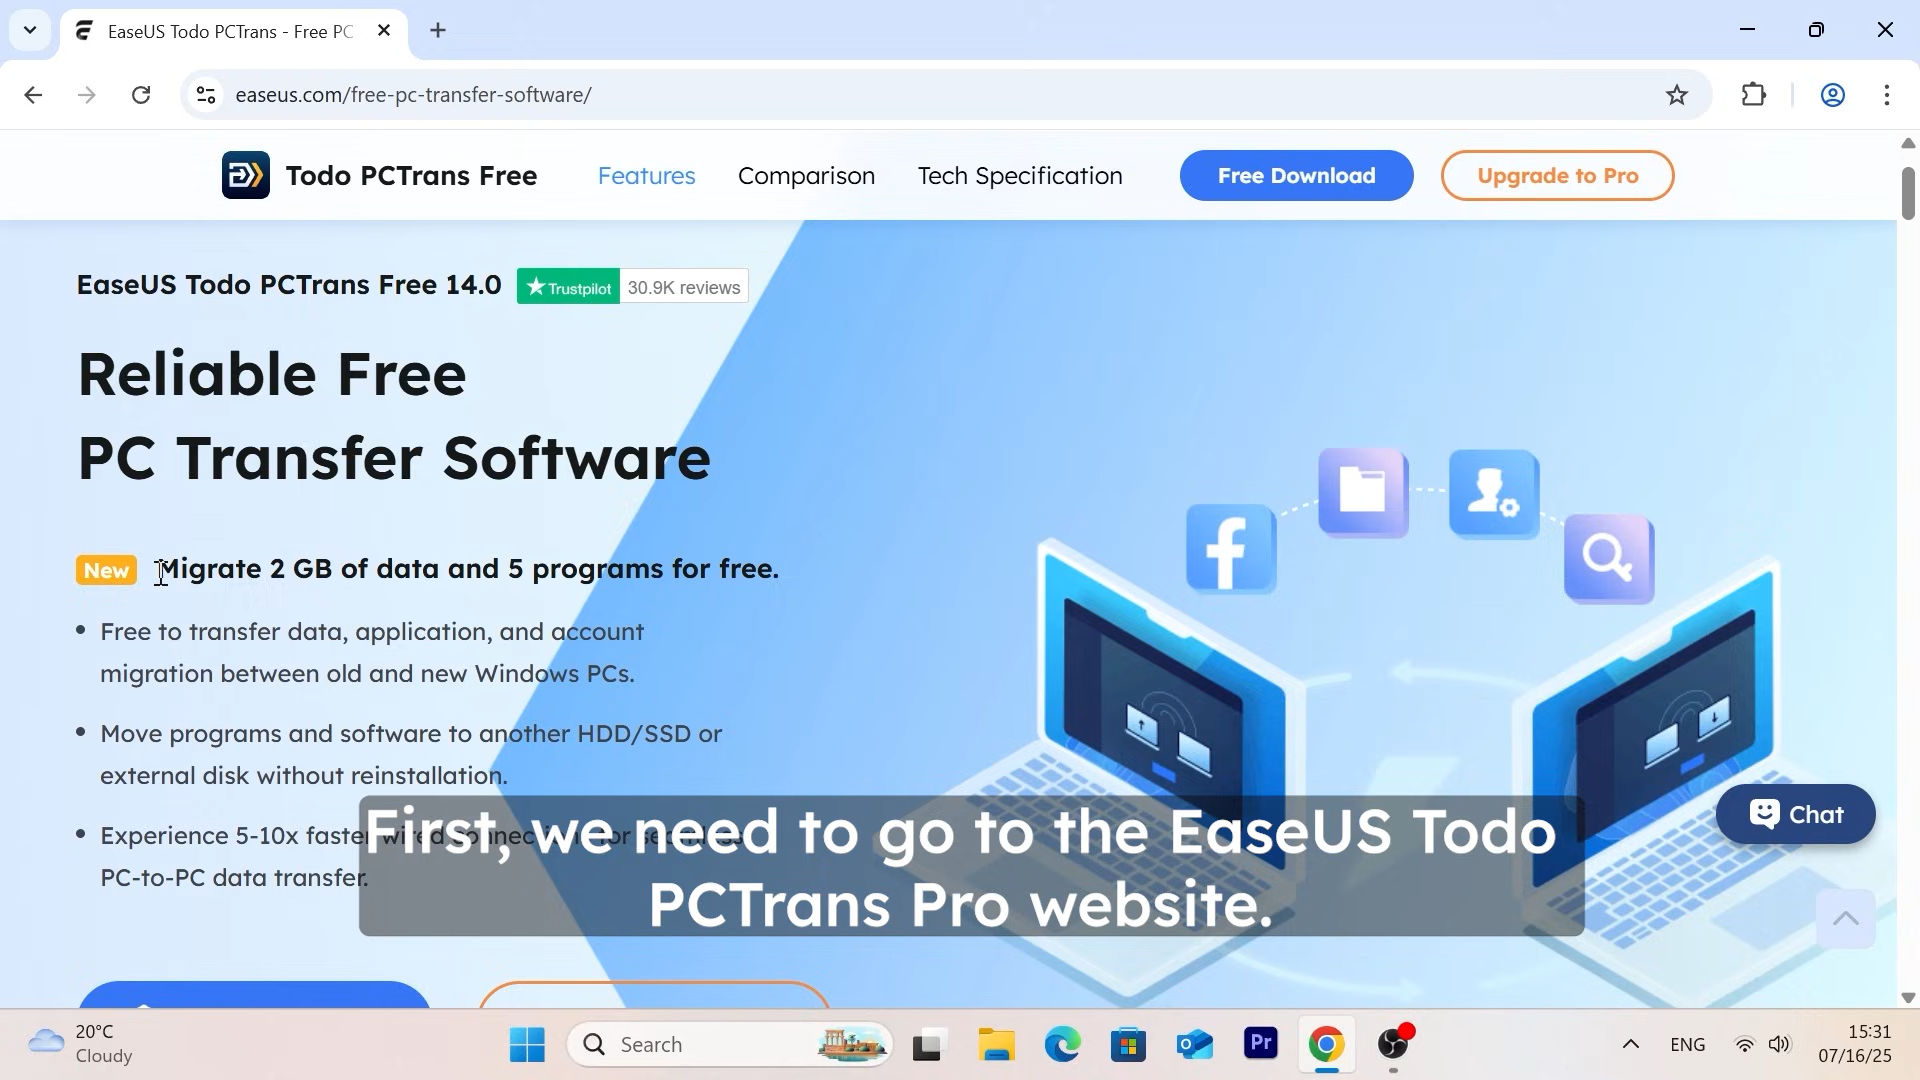 EaseUS Todo PCTrans - Free PC
easeus.com/free-pc-transfer-software/
Todo PCTrans Free
Features
Comparison
Tech Specification
Free Download
Upgrade to Pro
EaseUS Todo PCTrans Free 14.0
Trustpilot
30.9K reviews
Reliable Free
PC Transfer Software
New
Migrate 2 GB of data and 5 programs for free.
Free to transfer data, application, and account
migration between old and new Windows PCs.
Move programs and software to another HDD/SSD or
external disk without reinstallation.
Experience 5-10x faster wired connection for seamless
PC-to-PC data transfer.
First, we need to go to the EaseUS Todo
PCTrans Pro website.
Chat
20°C
Cloudy
Search
Pr
ENG
15:31
07/16/25